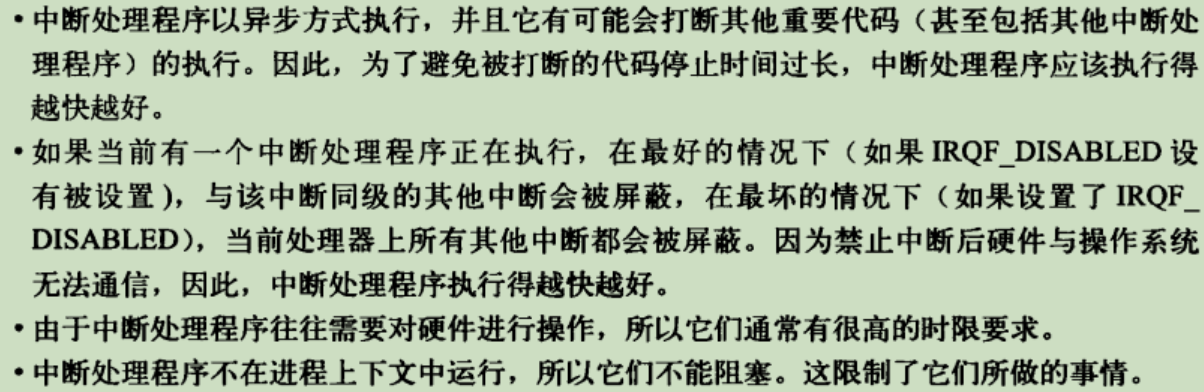 •中断处理程序以异步方式执行，并且它有可能会打断其他重要代码（甚至包括其他中断处
理程序）的执行。因此，为了避免被打断的代码停止时间过长，中断处理程序应该执行得
越快越好。
•如果当前有一个中断处理程序正在执行，在最好的情况下（如果 IRQF_DISABLED 设
有被设置），与该中断同级的其他中断会被屏蔽，在最坏的情况下（如果设置了 IRQF_
DISABLED），当前处理器上所有其他中断都会被屏蔽。因为禁止中断后硬件与操作系统
无法通信，因此，中断处理程序执行得越快越好。
•由于中断处理程序往往需要对硬件进行操作，所以它们通常有很高的时限要求。
•中断处理程序不在进程上下文中运行，所以它们不能阻塞。这限制了它们所做的事情。